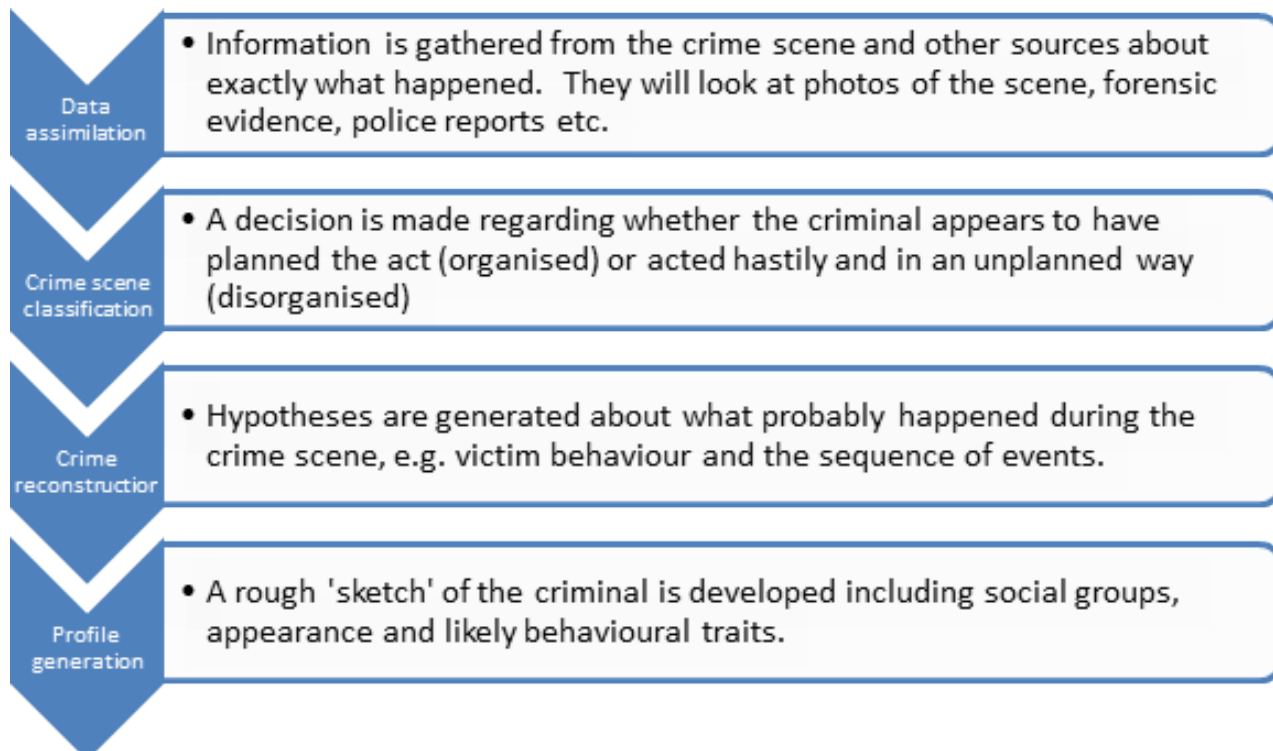 Data
assimilation
• Information is gathered from the crime scene and other sources about
exactly what happened. They will look at photos of the scene, forensic
evidence, police reports etc.
Crime scene
classification
• A decision is made regarding whether the criminal appears to have
planned the act (organised) or acted hastily and in an unplanned way
(disorganised)
Crime
reconstruction
• Hypotheses are generated about what probably happened during the
crime scene, e.g. victim behaviour and the sequence of events.
Profile
generation
• A rough 'sketch' of the criminal is developed including social groups,
appearance and likely behavioural traits.